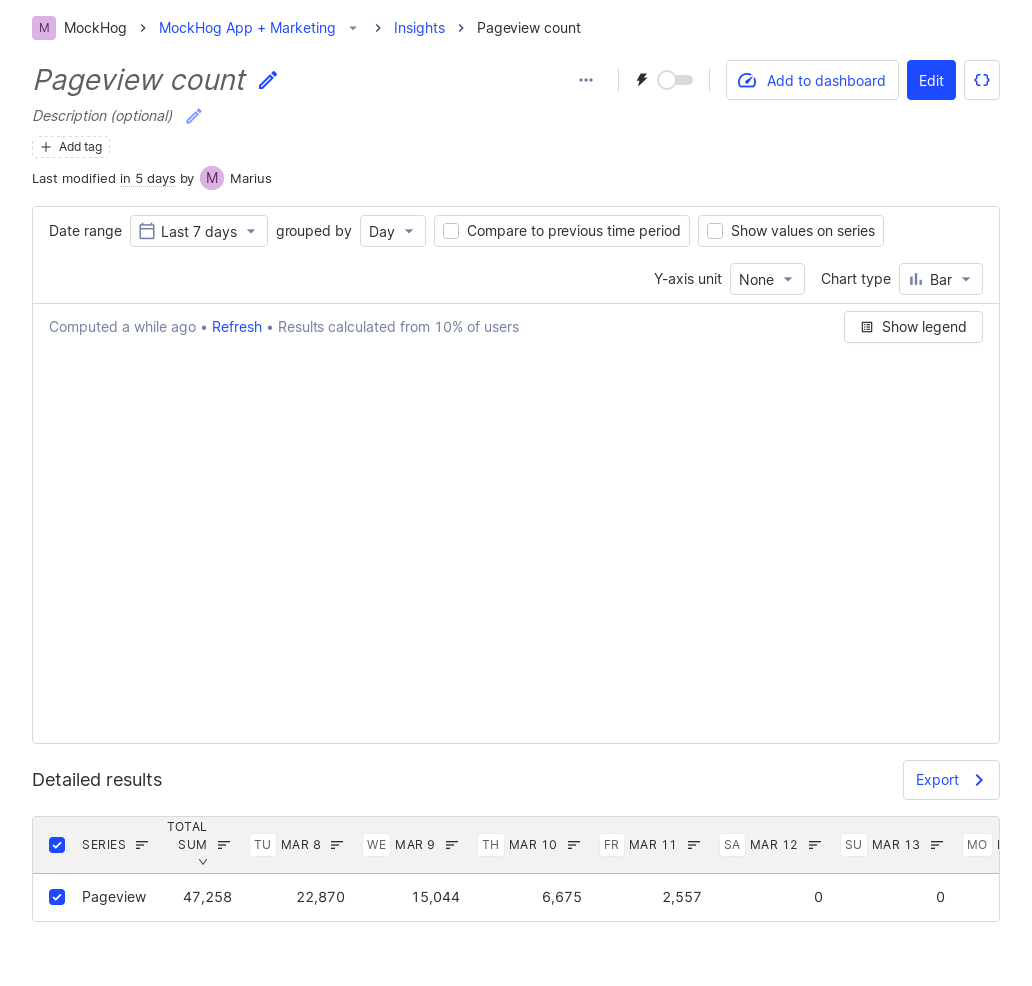 M MockHog MockHog App + Marketing Insights Pageview count
Pageview count
Add to dashboard Edit
Description (optional)
Add tag
Last modified in 5 days by M Marius
Date range Last 7 days grouped by Day Compare to previous time period Show values on series
Y-axis unit None Chart type Bar
Computed a while ago • Refresh • Results calculated from 10% of users Show legend
Detailed results Export
SERIES TOTAL SUM TU MAR 8 WE MAR 9 TH MAR 10 FR MAR 11 SA MAR 12 SU MAR 13 MO
Pageview 47,258 22,870 15,044 6,675 2,557 0 0